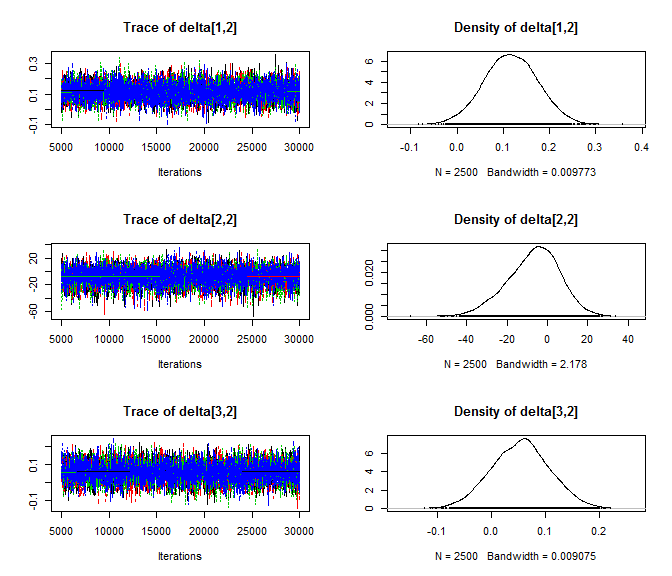 Trace of delta[1,2]
0.3
0.1
-0.1
5000 10000 15000 20000 25000 30000
Iterations
Density of delta[1,2]
6
4
2
0
-0.1 0.0 0.1 0.2 0.3 0.4
N = 2500 Bandwidth = 0.009773
Trace of delta[2,2]
20
-20
-60
5000 10000 15000 20000 25000 30000
Iterations
Density of delta[2,2]
0.020
0.000
-60 -40 -20 0 20 40
N = 2500 Bandwidth = 2.178
Trace of delta[3,2]
0.1
-0.1
5000 10000 15000 20000 25000 30000
Iterations
Density of delta[3,2]
6
4
2
0
-0.1 0.0 0.1 0.2
N = 2500 Bandwidth = 0.009075